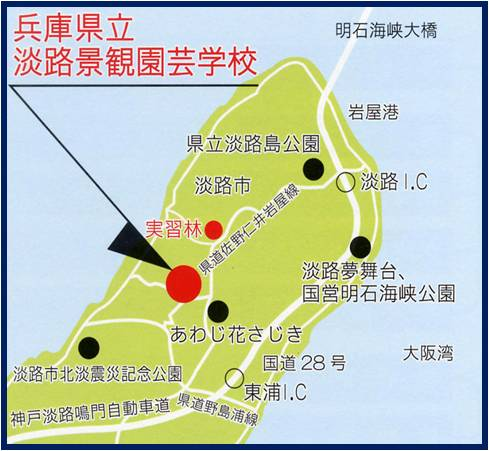 兵庫県立
淡路景観園芸学校
明石海峡大橋
岩屋港
県立淡路島公園
淡路I.C
淡路市
実習林
県道佐野仁井岩屋線
淡路夢舞台、
国営明石海峡公園
あわじ花さじき
大阪湾
国道28号
淡路市北淡震災記念公園
東浦I.C
県道野島浦線
神戸淡路鳴門自動車道